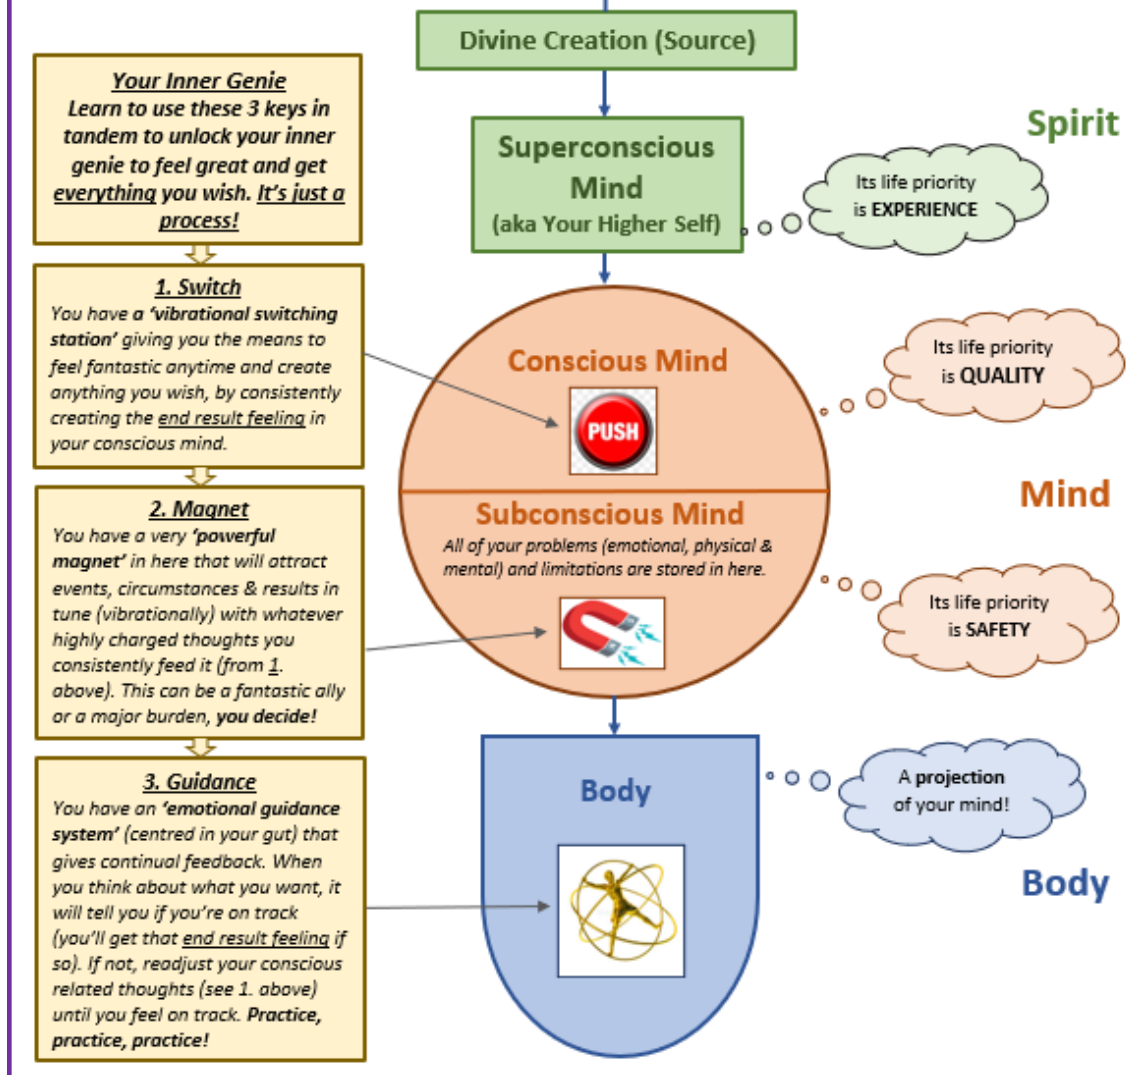 Divine Creation (Source)
Your Inner Genie
Learn to use these 3 keys in
tandem to unlock your inner
genie to feel great and get
everything you wish. It's just a
process!
Superconscious
Mind
(aka Your Higher Self)
Spirit
Its life priority
is EXPERIENCE
1. Switch
You have a 'vibrational switching
station' giving you the means to
feel fantastic anytime and create
anything you wish, by consistently
creating the end result feeling in
your conscious mind.
Conscious Mind
PUSH
Its life priority
is QUALITY
Mind
2. Magnet
You have a very 'powerful
magnet' in here that will attract
events, circumstances & results in
tune (vibrationally) with whatever
highly charged thoughts you
consistently feed it (from 1.
above). This can be a fantastic ally
or a major burden, you decide!
Subconscious Mind
All of your problems (emotional, physical &
mental) and limitations are stored in here.
Its life priority
is SAFETY
3. Guidance
You have an 'emotional guidance
system' (centred in your gut) that
gives continual feedback. When
you think about what you want, it
will tell you if you're on track
(you'll get that end result feeling if
so). If not, readjust your conscious
related thoughts (see 1. above)
until you feel on track. Practice,
practice, practice!
Body
A projection
of your mind!
Body